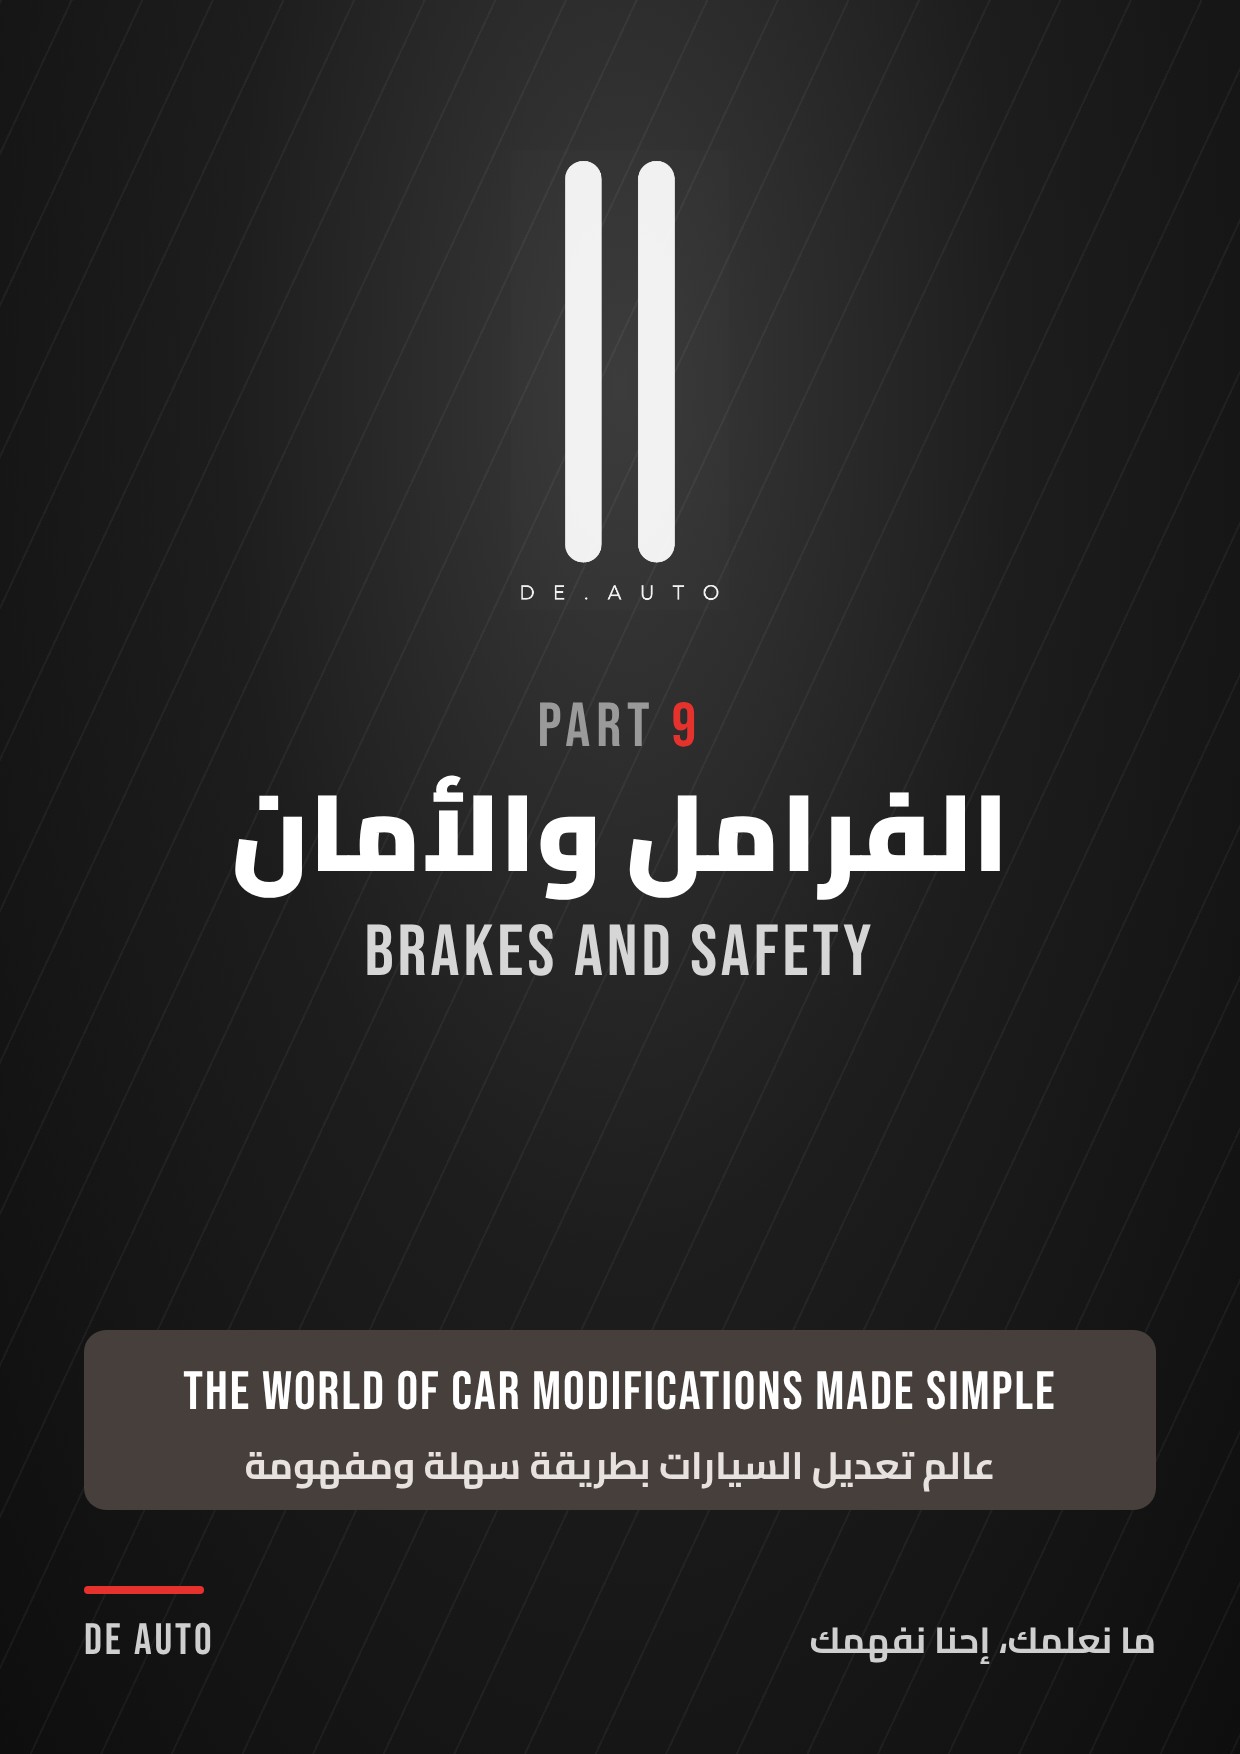 DE.AUTO
PART 9
الفرامل والأمان
BRAKES AND SAFETY
THE WORLD OF CAR MODIFICATIONS MADE SIMPLE
عالم تعديل السيارات بطريقة سهلة ومفهومة
DE AUTO
ما نعلمك، إحنا نفهمك